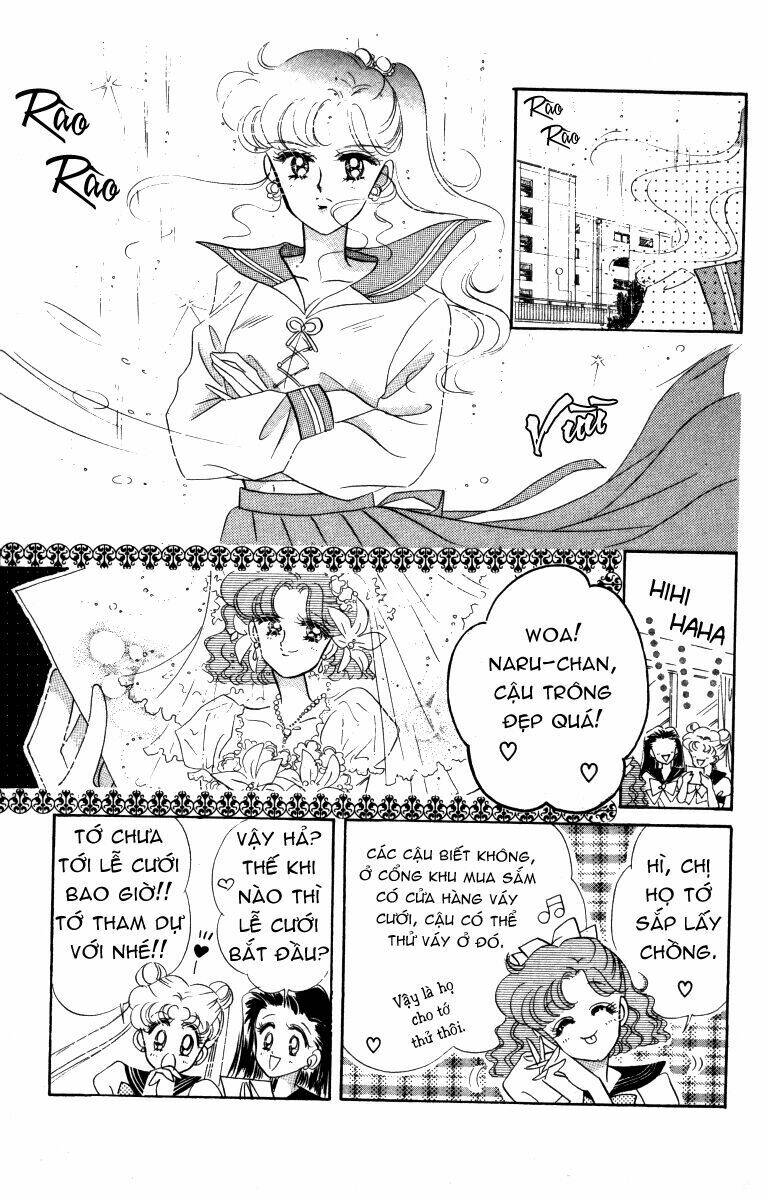 Rào
Rào
Rào
Rào
Vùù
HIHI
HAHA
WOA!
NARU-CHAN,
CẬU TRÔNG
ĐẸP QUÁ!
HÌ, CHỊ
HỌ TỚ
SẮP LẤY
CHỒNG.
CÁC CẬU BIẾT KHÔNG,
Ở CỔNG KHU MUA SẮM
CÓ CỬA HÀNG VÁY
CƯỚI, CẬU CÓ THỂ
THỬ VÁY Ở ĐÓ.
Vậy là họ
cho tớ
thử thôi.
VẬY HẢ?
THẾ KHI
NÀO THÌ
LỄ CƯỚI
BẮT ĐẦU?
TỚ CHƯA
TỚI LỄ CƯỚI
BAO GIỜ!!
TỚ THAM DỰ
VỚI NHÉ!!
!!!